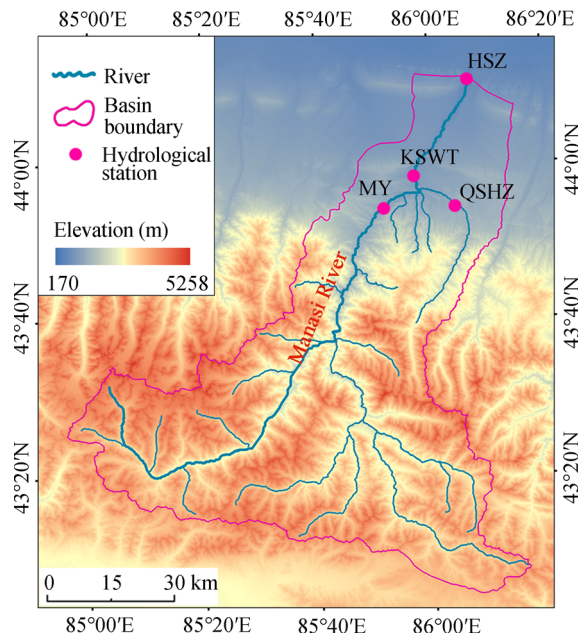 85°00'E 85°20'E 85°40'E 86°00'E 86°20'E
River
Basin
boundary
Hydrological
station
Elevation (m)
170 5258
HSZ
KSWT
MY
QSHZ
Manasi River
44°00'N
43°40'N
43°20'N
44°00'N
43°40'N
43°20'N
0 15 30 km
85°00'E 85°20'E 85°40'E 86°00'E